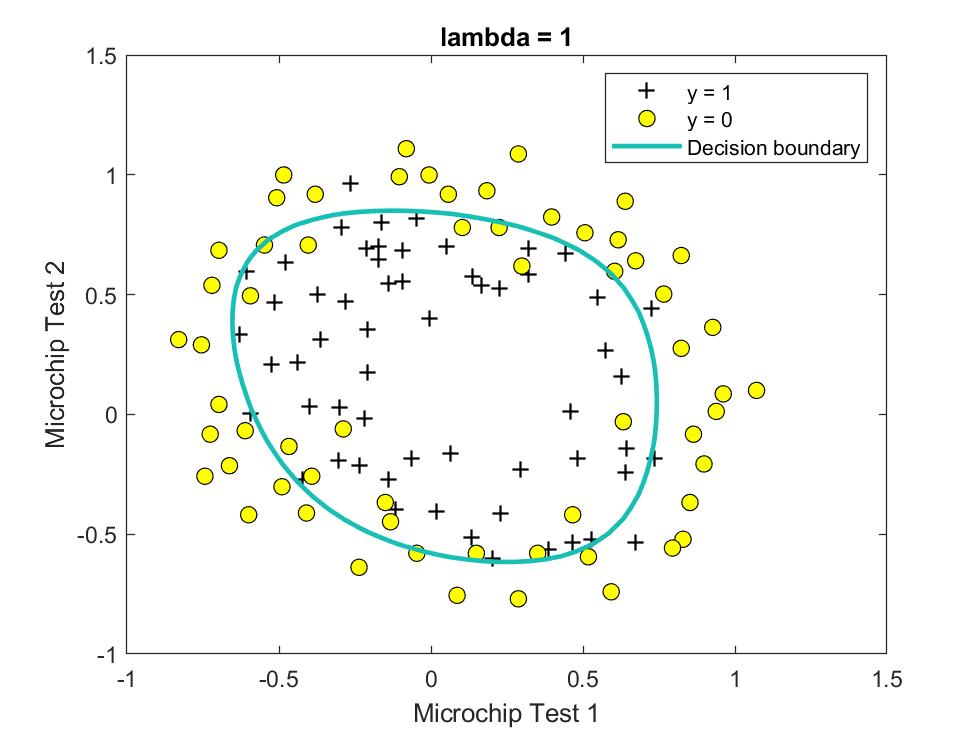 lambda = 1
y = 1
y = 0
Decision boundary
1.5
1
0.5
0
-0.5
-1
Microchip Test 2
-1
-0.5
0
0.5
1
1.5
Microchip Test 1